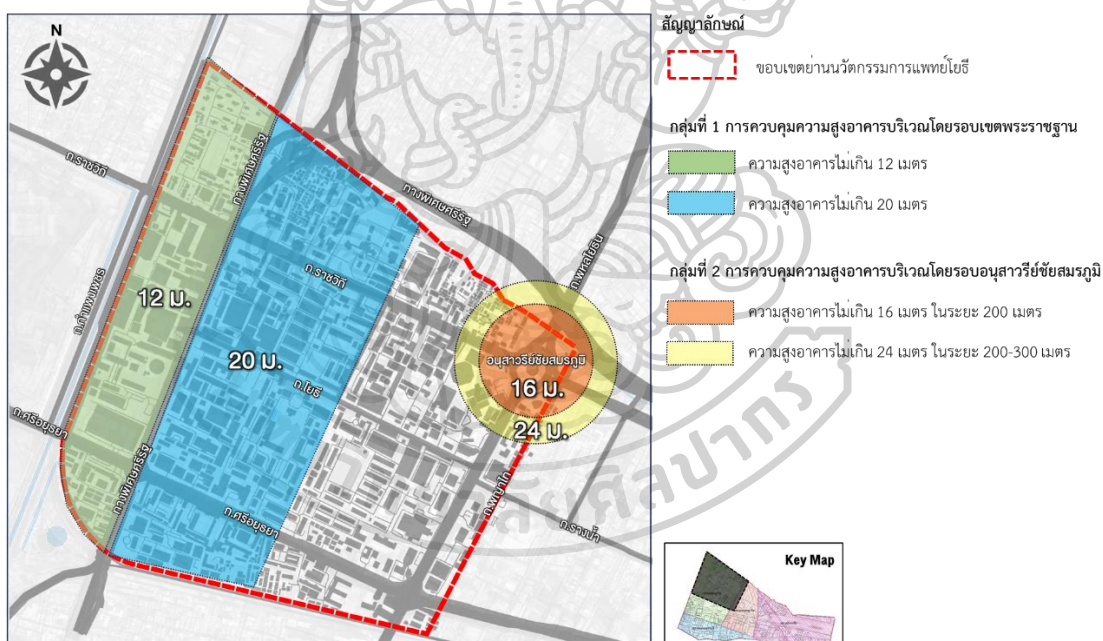 N
ถ.ราชวิถี
ทางพิเศษศรีรัช
ทางพิเศษศรีรัช
ถ.พหลโยธิน
ถ.กำแพงเพชร
12 ม.
ถ.ราชวิถี
20 ม.
ถ.โยธี
อนุสาวรีย์ชัยสมรภูมิ
16 ม.
24 ม.
ถ.ศรีอยุธยา
ทางพิเศษศรีรัช
ถ.ศรีอยุธยา
ถ.พญาไท
ถ.รางน้ำ
สัญญาลักษณ์
ขอบเขตย่านนวัตกรรมการแพทย์โยธี
กลุ่มที่ 1 การควบคุมความสูงอาคารบริเวณโดยรอบเขตพระราชฐาน
ความสูงอาคารไม่เกิน 12 เมตร
ความสูงอาคารไม่เกิน 20 เมตร
กลุ่มที่ 2 การควบคุมความสูงอาคารบริเวณโดยรอบอนุสาวรีย์ชัยสมรภูมิ
ความสูงอาคารไม่เกิน 16 เมตร ในระยะ 200 เมตร
ความสูงอาคารไม่เกิน 24 เมตร ในระยะ 200-300 เมตร
Key Map